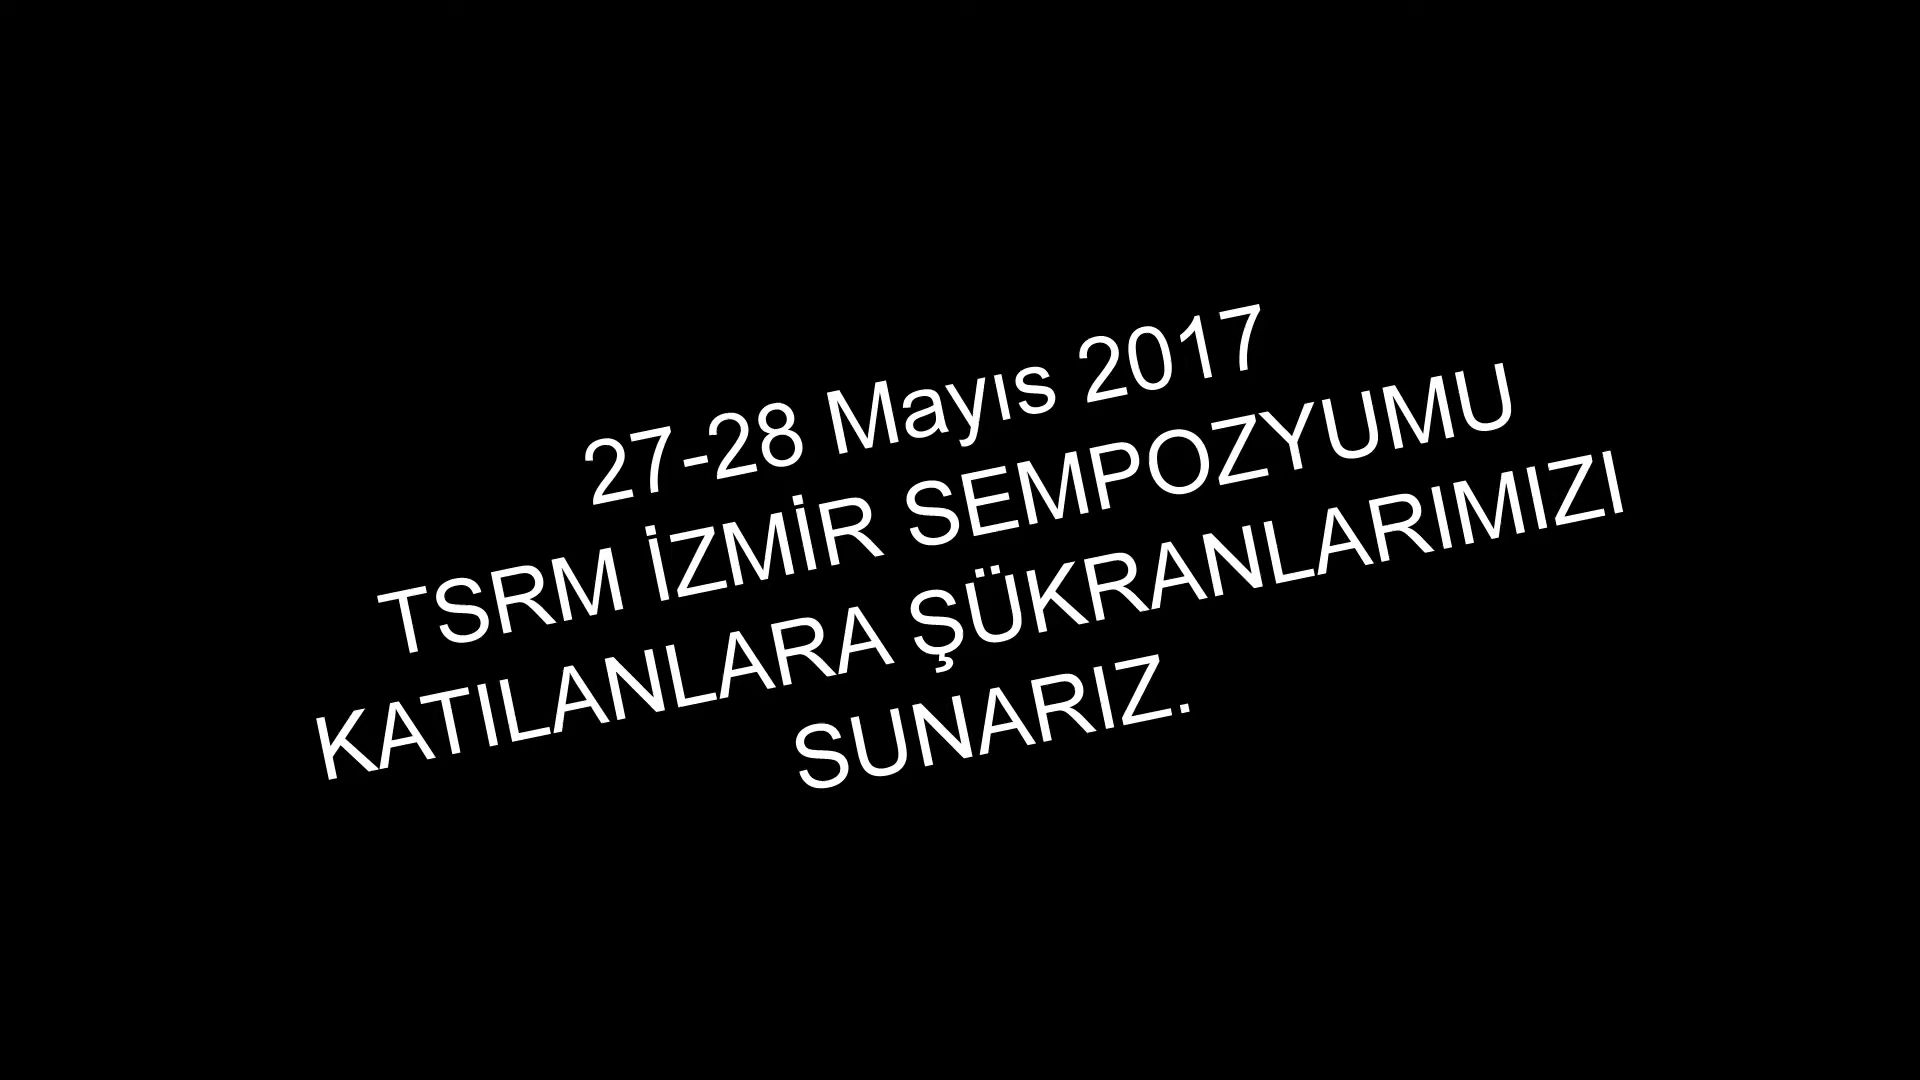 27-28 Mayıs 2017
TSRM İZMİR SEMPOZYUMU
KATILANLARA ŞÜKRANLARIMIZI
SUNARIZ.